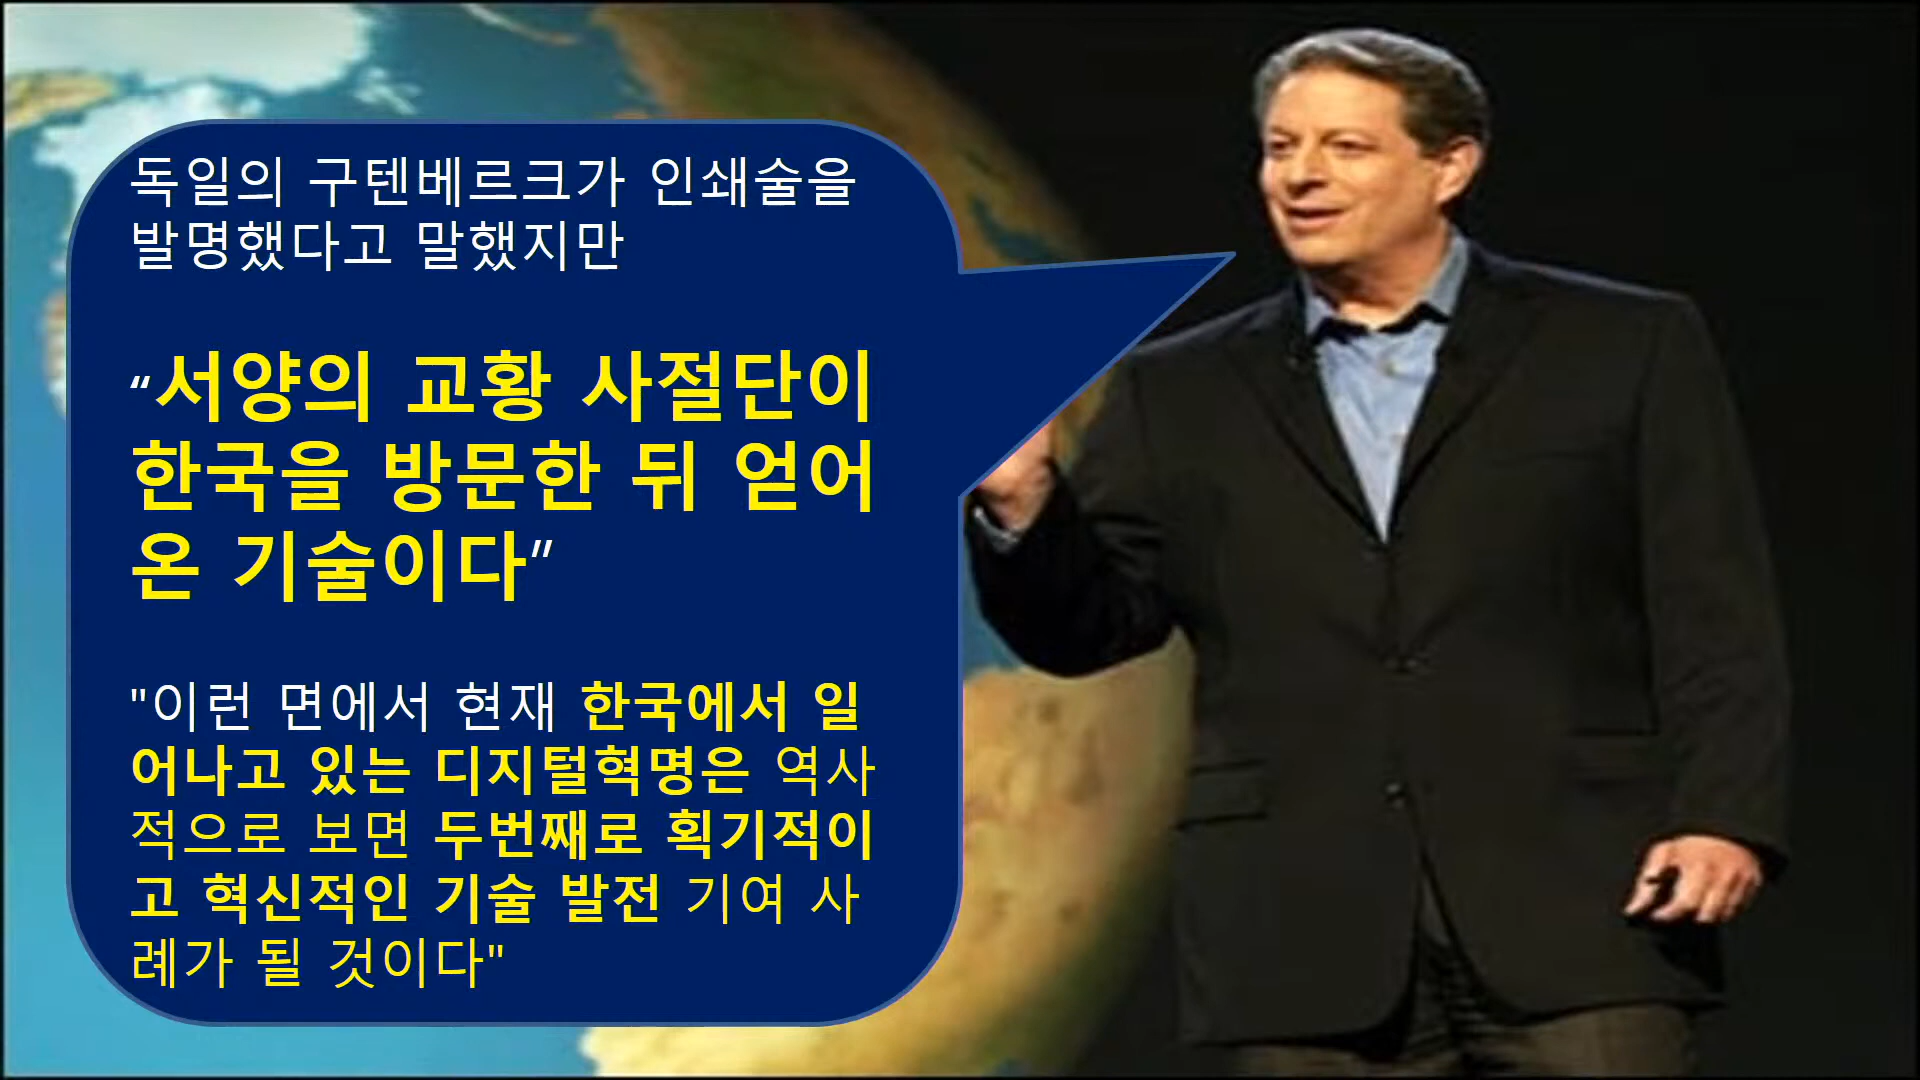 독일의 구텐베르크가 인쇄술을
발명했다고 말했지만
“서양의 교황 사절단이
한국을 방문한 뒤 얻어
온 기술이다”
"이런 면에서 현재 한국에서 일
어나고 있는 디지털혁명은 역사
적으로 보면 두번째로 획기적이
고 혁신적인 기술 발전 기여 사
례가 될 것이다"